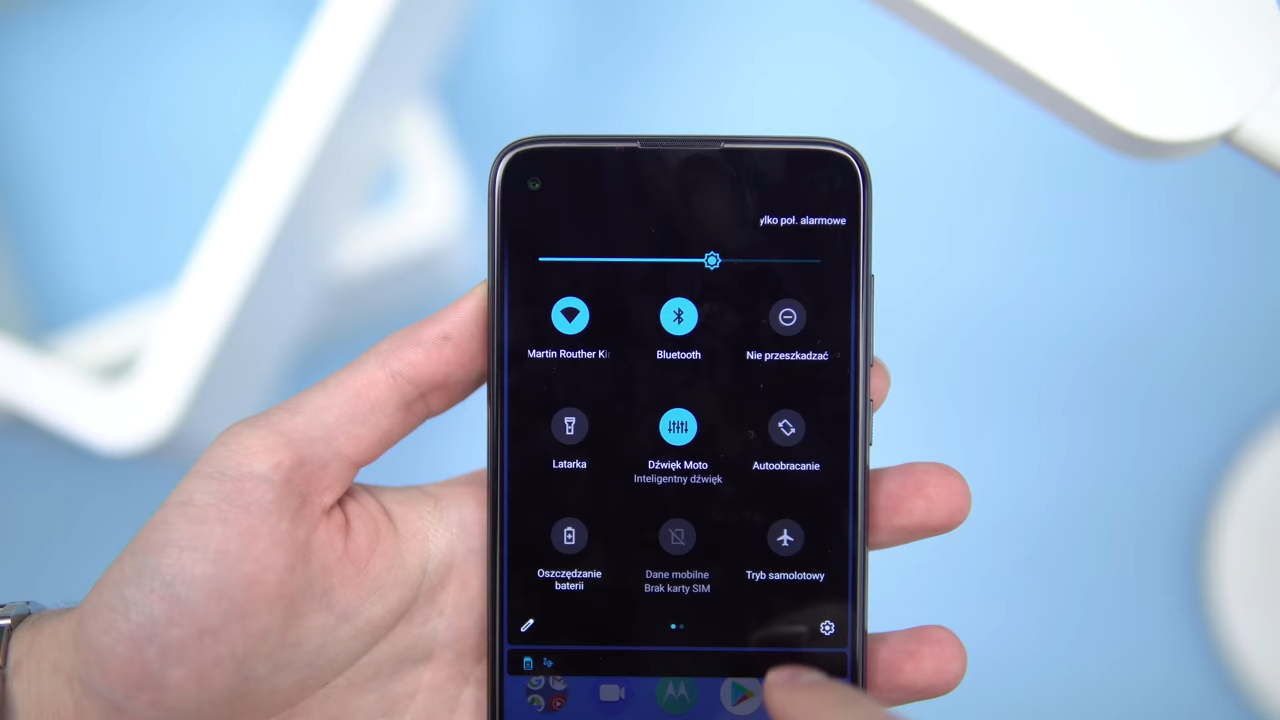 ylko poł. alarmowe
Martin Routher Ki
Bluetooth
Nie przeszkadzać
Latarka
Dźwięk Moto
Inteligentny dźwięk
Autoobracanie
Oszczędzanie
baterii
Dane mobilne
Brak karty SIM
Tryb samolotowy